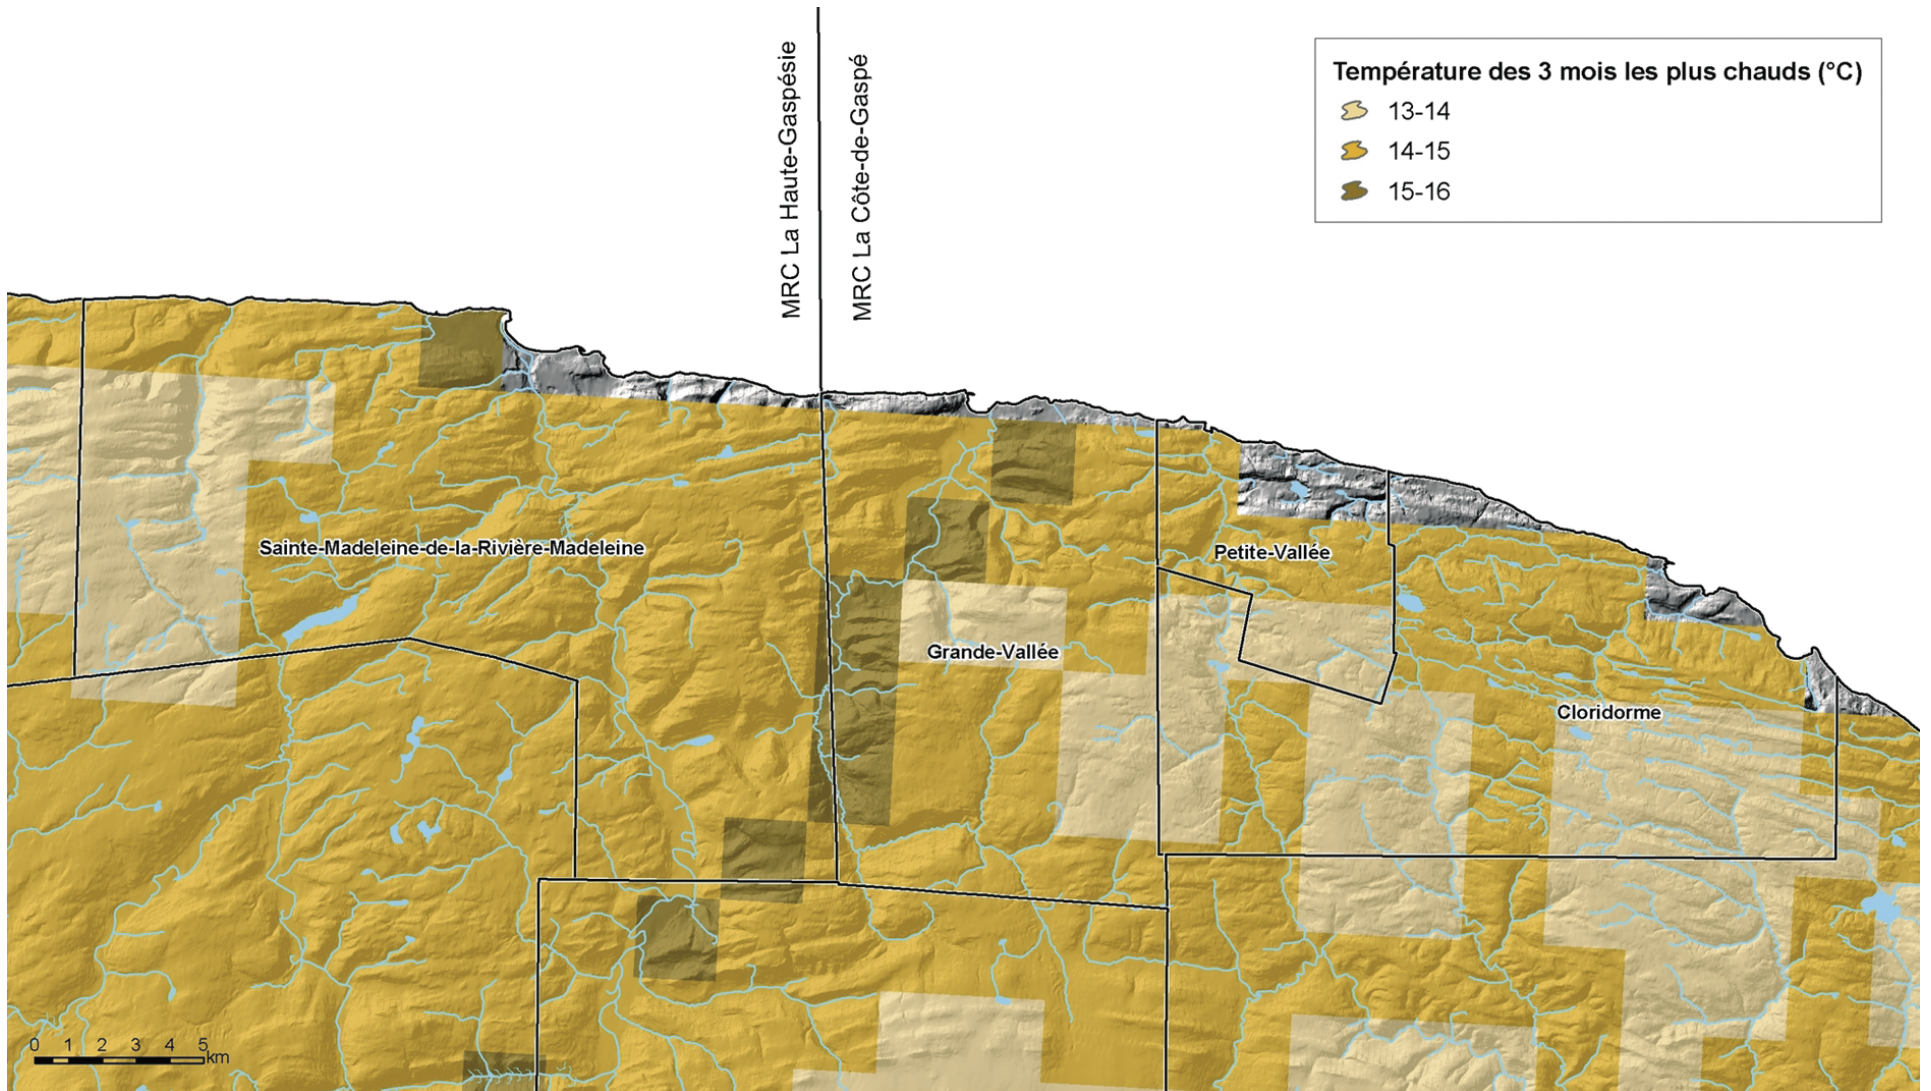 MRC La Haute-Gaspésie
MRC La Côte-de-Gaspé
Température des 3 mois les plus chauds (°C)
13-14
14-15
15-16
Sainte-Madeleine-de-la-Rivière-Madeleine
Petite-Vallée
Grande-Vallée
Cloridorme
0 1 2 3 4 5
km